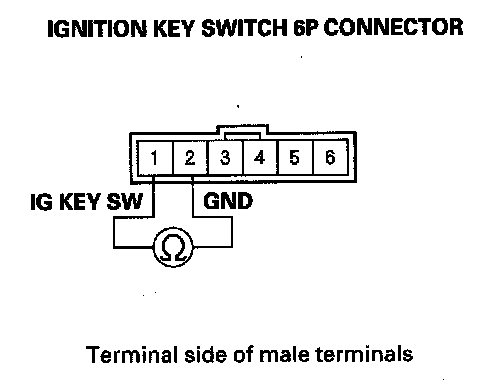 IGNITION KEY SWITCH 6P CONNECTOR
1 2 3 4 5 6
IG KEY SW GND
Ω
Terminal side of male terminals